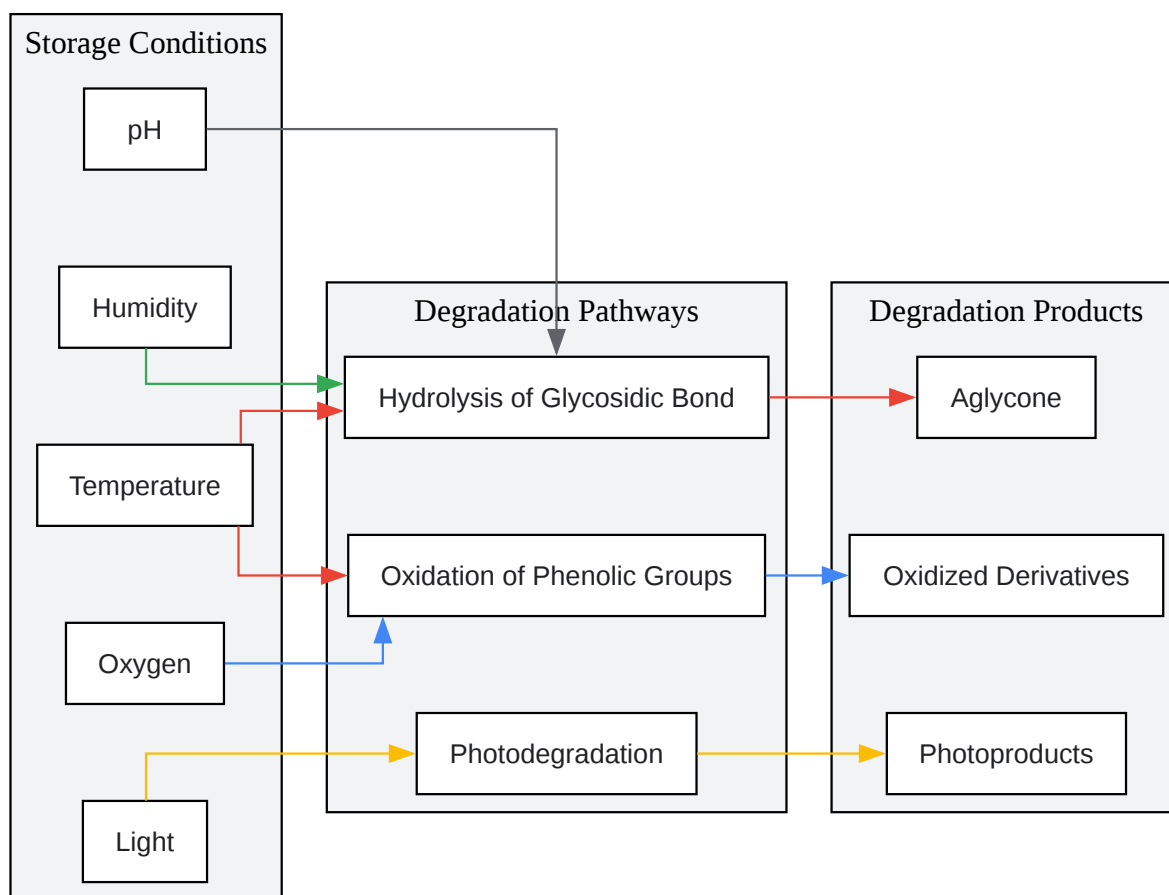 Storage Conditions
pH
Humidity
Temperature
Oxygen
Light
Degradation Pathways
Hydrolysis of Glycosidic Bond
Oxidation of Phenolic Groups
Photodegradation
Degradation Products
Aglycone
Oxidized Derivatives
Photoproducts